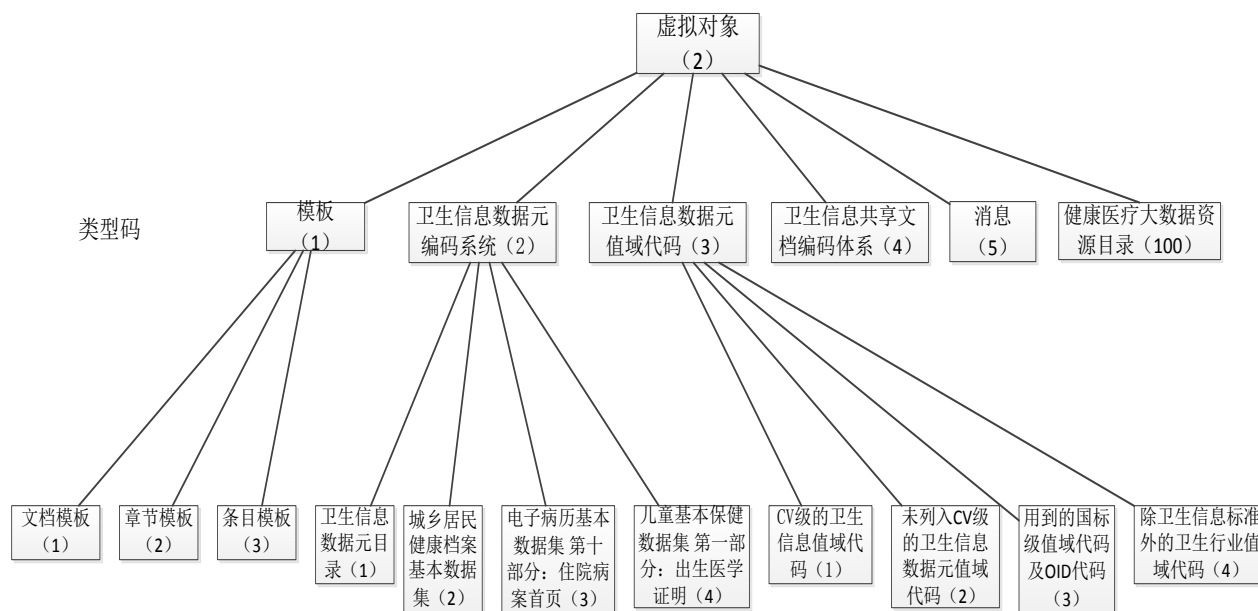 虚拟对象
（2）
类型码
模板
（1）
卫生信息数据元
编码系统（2）
卫生信息数据元
值域代码（3）
卫生信息共享文
档编码体系（4）
消息
（5）
健康医疗大数据资
源目录（100）
文档模板
（1）
章节模板
（2）
条目模板
（3）
卫生信息
数据元目
录（1）
城乡居民
健康档案
基本数据
集（2）
电子病历基本
数据集 第十
部分：住院病
案首页（3）
儿童基本保健
数据集 第一部
分：出生医学
证明（4）
CV级的卫生
信息值域代
码（1）
未列入CV级
的卫生信息
数据元值域
代码（2）
用到的国标
级值域代码
及OID代码
（3）
除卫生信息标准
外的卫生行业值
域代码（4）